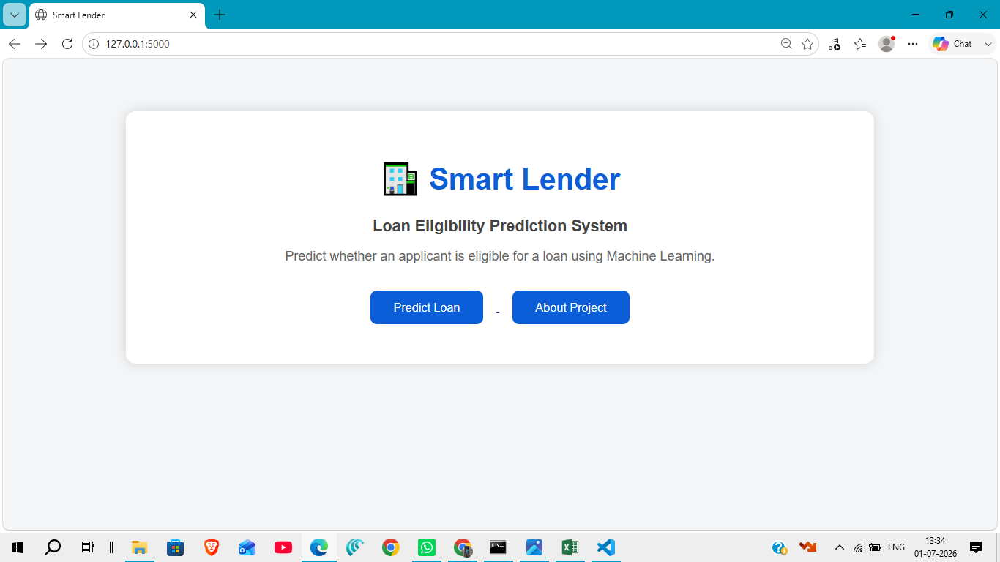 Smart Lender
127.0.0.1:5000
Chat
Smart Lender
Loan Eligibility Prediction System
Predict whether an applicant is eligible for a loan using Machine Learning.
Predict Loan - About Project
ENG
13:34
01-07-2026